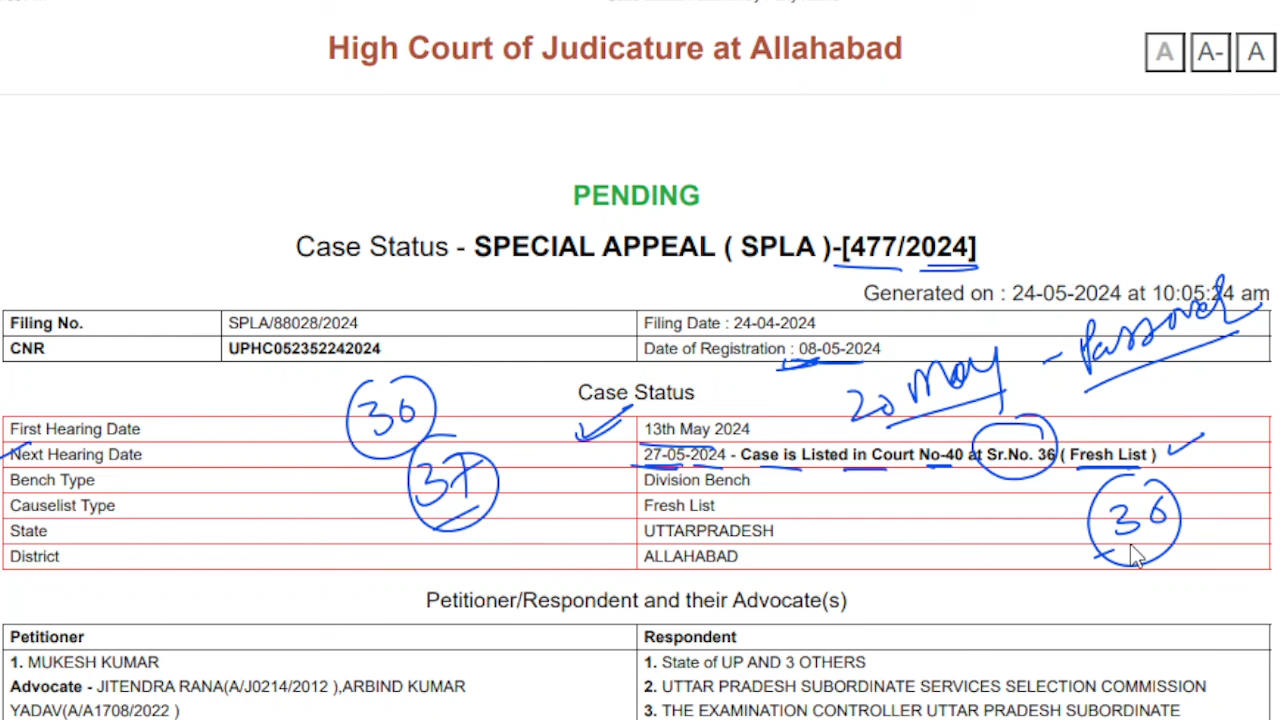 High Court of Judicature at Allahabad
A A- A
PENDING
Case Status - SPECIAL APPEAL ( SPLA )-[477/2024]
Generated on : 24-05-2024 at 10:05:24 am
Filing No. SPLA/88028/2024 Filing Date : 24-04-2024
CNR UPHC052352242024 Date of Registration : 08-05-2024
20 May - Passover
Case Status
36
First Hearing Date 13th May 2024
Next Hearing Date 27-05-2024 - Case is Listed in Court No-40 at Sr.No. 36 ( Fresh List )
37
Bench Type Division Bench
Causelist Type Fresh List
36
State UTTARPRADESH
District ALLAHABAD
Petitioner/Respondent and their Advocate(s)
Petitioner Respondent
1. MUKESH KUMAR 1. State of UP AND 3 OTHERS
Advocate - JITENDRA RANA(A/J0214/2012 ),ARBIND KUMAR 2. UTTAR PRADESH SUBORDINATE SERVICES SELECTION COMMISSION
YADAV(A/A1708/2022 ) 3. THE EXAMINATION CONTROLLER UTTAR PRADESH SUBORDINATE